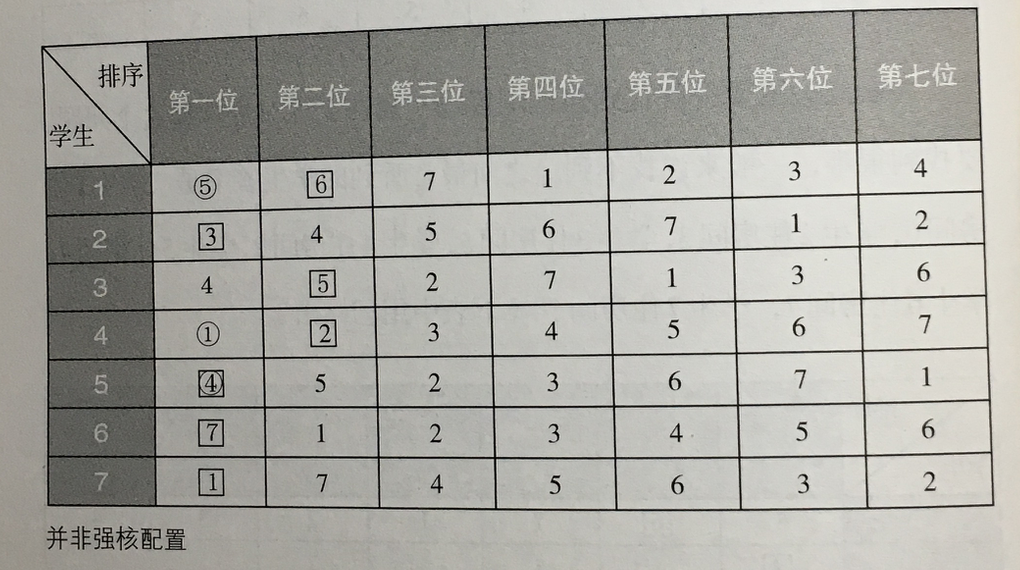 排序
学生 第一位 第二位 第三位 第四位 第五位 第六位 第七位
1 ⑤ 6 7 1 2 3 4
2 3 4 5 6 7 1 2
3 4 5 2 7 1 3 6
4 ① 2 3 4 5 6 7
5 ④ 5 2 3 6 7 1
6 7 1 2 3 4 5 6
7 1 7 4 5 6 3 2
并非强核配置